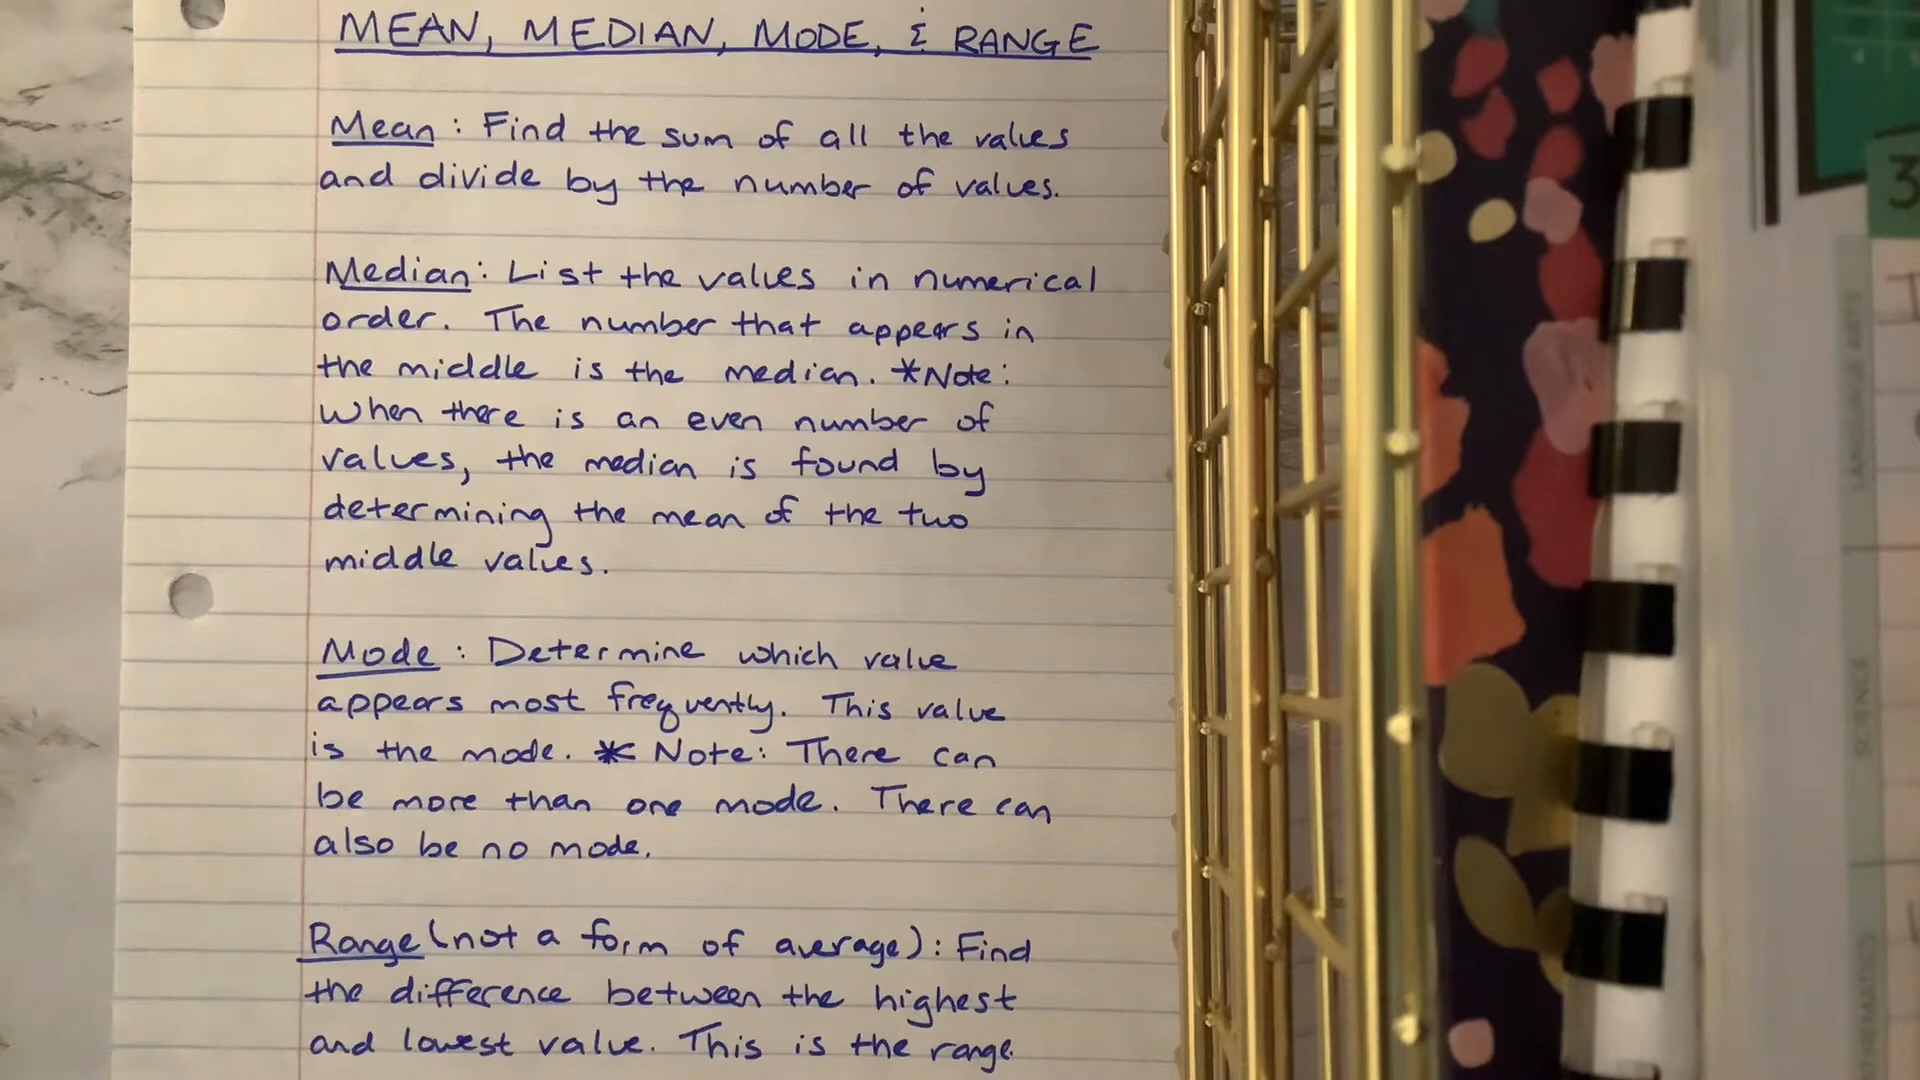 MEAN, MEDIAN, MODE, & RANGE
Mean: Find the sum of all the values
and divide by the number of values.
Median: List the values in numerical
order. The number that appears in
the middle is the median. *Note:
When there is an even number of
values, the median is found by
determining the mean of the two
middle values.
Mode: Determine which value
appears most frequently. This value
is the mode. * Note: There can
be more than one mode. There can
also be no mode.
Range (not a form of average): Find
the difference between the highest
and lowest value. This is the range.
3
LANGUAGE ARTS
SCIENCE